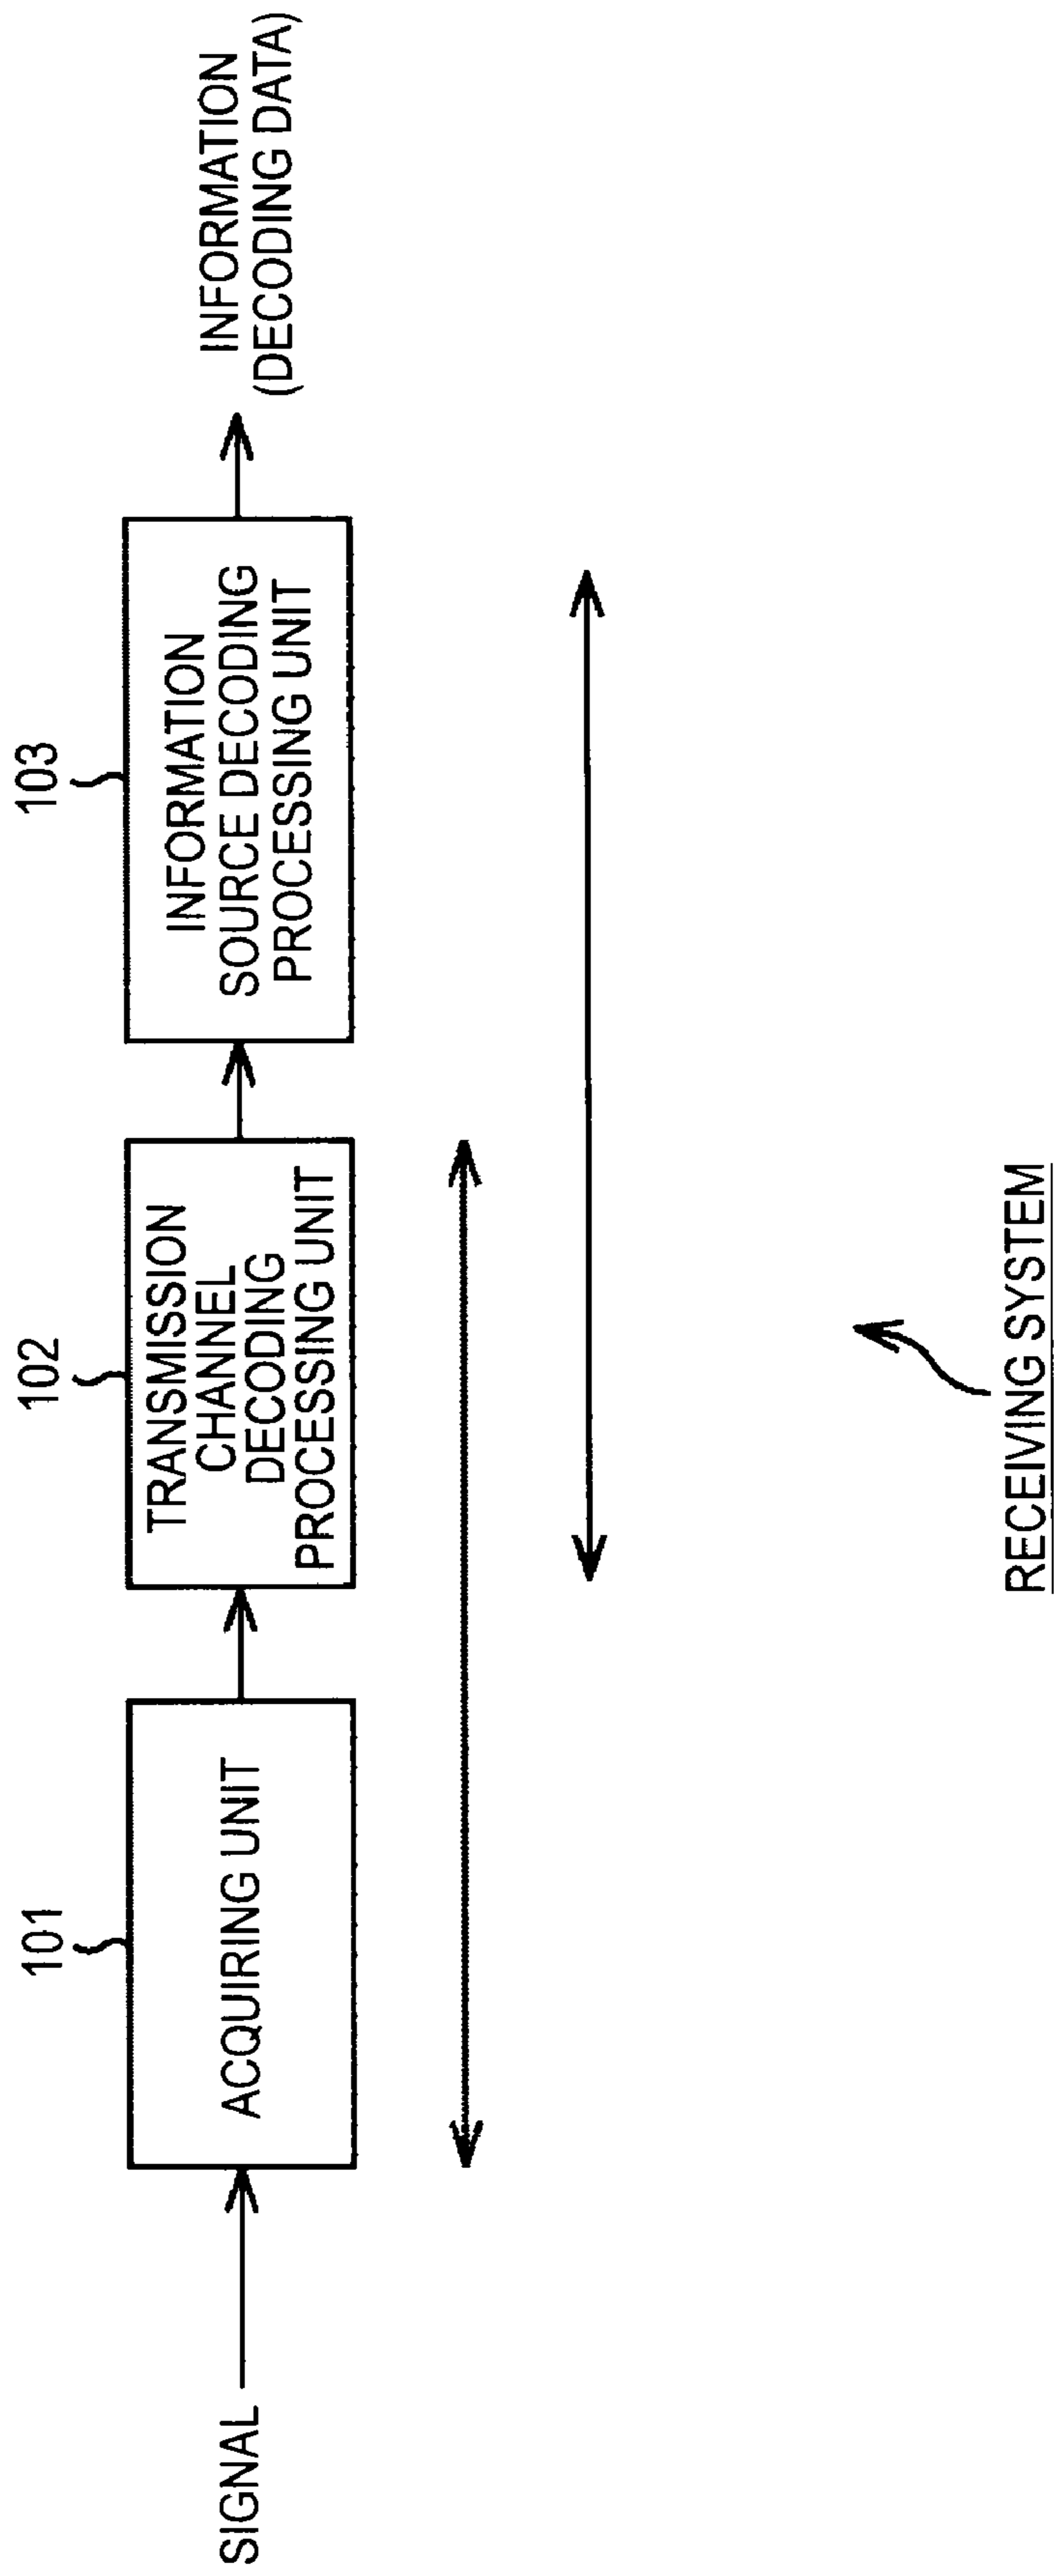 101
102
103
SIGNAL
ACQUIRING UNIT
TRANSMISSION
CHANNEL
DECODING
PROCESSING UNIT
INFORMATION
SOURCE DECODING
PROCESSING UNIT
INFORMATION
(DECODING DATA)
RECEIVING SYSTEM